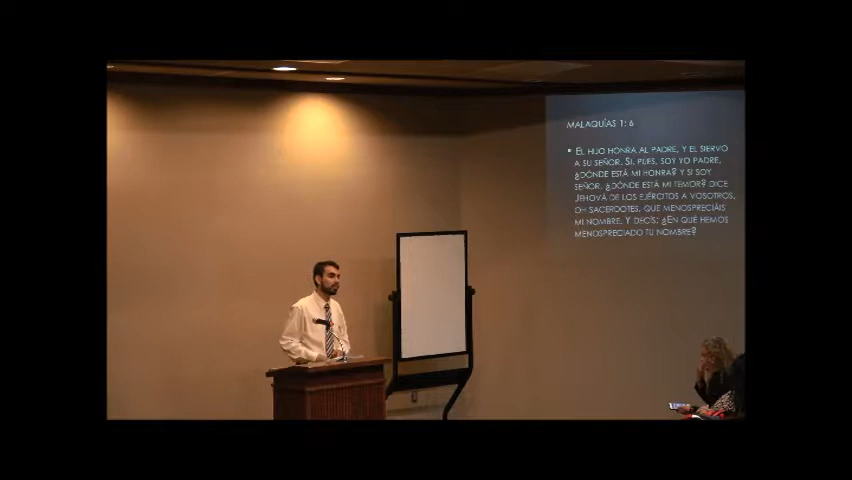 MALAQUÍAS 1: 6
▪ EL HIJO HONRA AL PADRE, Y EL SIERVO
A SU SEÑOR. SI, PUES, SOY YO PADRE,
¿DÓNDE ESTÁ MI HONRA? Y SI SOY
SEÑOR, ¿DÓNDE ESTÁ MI TEMOR? DICE
JEHOVÁ DE LOS EJÉRCITOS A VOSOTROS,
OH SACERDOTES, QUE MENOSPRECIÁIS
MI NOMBRE. Y DECÍS: ¿EN QUÉ HEMOS
MENOSPRECIADO TU NOMBRE?